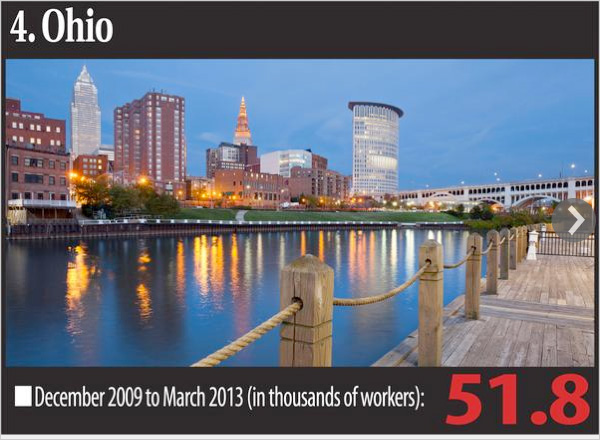 4. Ohio
December 2009 to March 2013 (in thousands of workers): 51.8